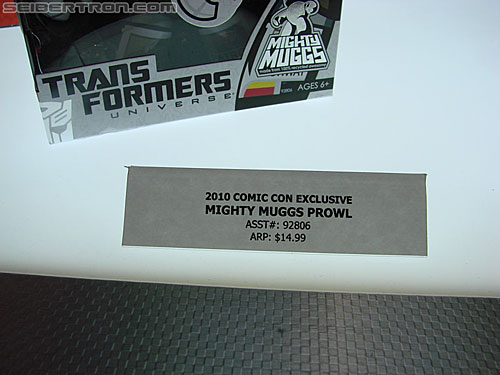 SEIBERTRON.COM
MIGHTY
MUGGS
TRANS
FORMERS
UNIVERSE
92806 AGES 6+
2010 COMIC CON EXCLUSIVE
MIGHTY MUGGS PROWL
ASST#: 92806
ARP: $14.99